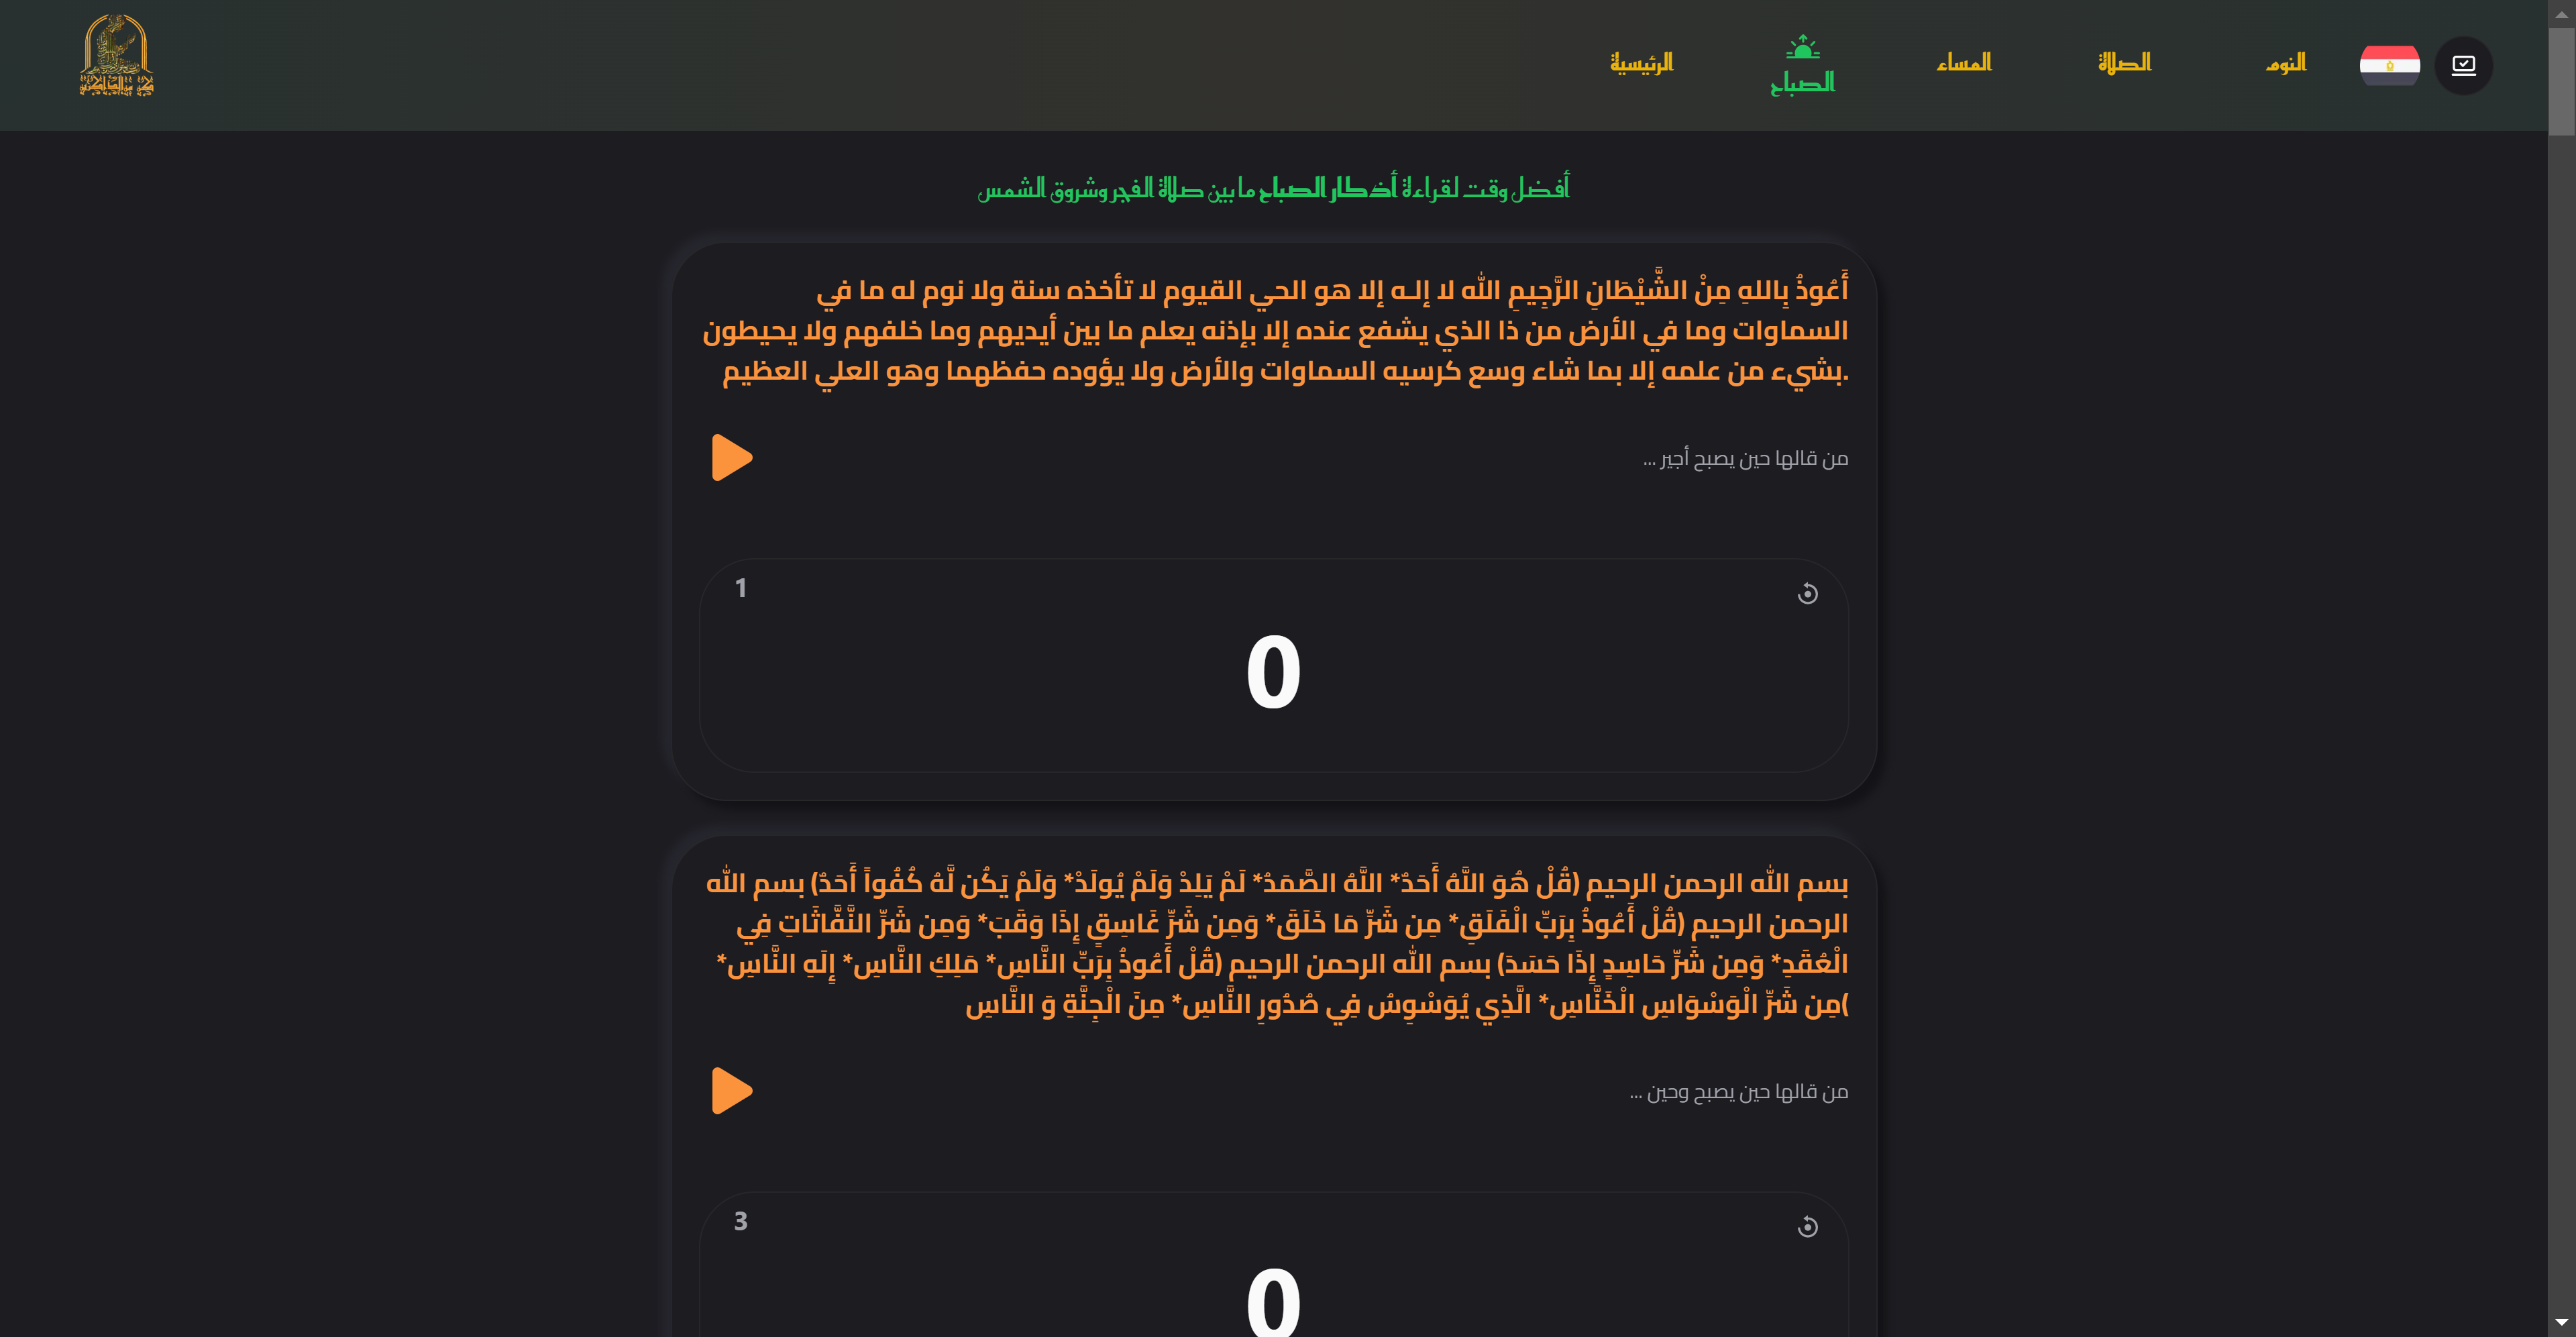 الرئيسية
الصباح
المساء
الصلاة
النوم
أفضل وقت لقراءة أذكار الصباح ما بين صلاة الفجر وشروق الشمس
أَعُوذُ بِاللهِ مِنْ الشَّيْطَانِ الرَّجِيمِ الله لا إلـه إلا هو الحي القيوم لا تأخذه سنة ولا نوم له ما في
السماوات وما في الأرض من ذا الذي يشفع عنده إلا بإذنه يعلم ما بين أيديهم وما خلفهم ولا يحيطون
.بشيء من علمه إلا بما شاء وسع كرسيه السماوات والأرض ولا يؤوده حفظهما وهو العلي العظيم
من قالها حين يصبح أجير ...
1
0
بسم الله الرحمن الرحيم (قُلْ هُوَ اللَّهُ أَحَدٌ* اللَّهُ الصَّمَدُ* لَمْ يَلِدْ وَلَمْ يُولَدْ* وَلَمْ يَكُن لَّهُ كُفُواً أَحَدٌ) بسم الله
الرحمن الرحيم (قُلْ أَعُوذُ بِرَبِّ الْفَلَقِ* مِن شَرِّ مَا خَلَقَ* وَمِن شَرِّ غَاسِقٍ إِذَا وَقَبَ* وَمِن شَرِّ النَّفَّاثَاتِ فِي
الْعُقَدِ* وَمِن شَرِّ حَاسِدٍ إِذَا حَسَدَ) بسم الله الرحمن الرحيم (قُلْ أَعُوذُ بِرَبِّ النَّاسِ* مَلِكِ النَّاسِ* إِلَهِ النَّاسِ*
)مِن شَرِّ الْوَسْوَاسِ الْخَنَّاسِ* الَّذِي يُوَسْوِسُ فِي صُدُورِ النَّاسِ* مِنَ الْجِنَّةِ وَ النَّاسِ
من قالها حين يصبح وحين ...
3
0